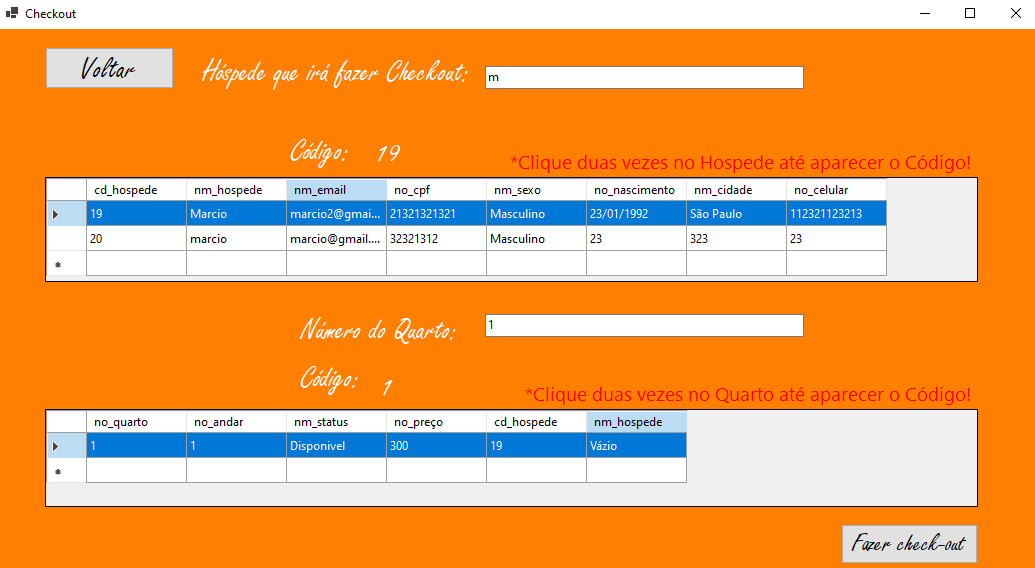 Checkout
Voltar
Hóspede que irá fazer Checkout:
m
Código: 19
*Clique duas vezes no Hospede até aparecer o Código!
cd_hospede nm_hospede nm_email no_cpf nm_sexo no_nascimento nm_cidade no_celular
19 Marcio marcio2@gmai... 21321321321 Masculino 23/01/1992 São Paulo 112321123213
20 marcio marcio@gmail.... 32321312 Masculino 23 323 23
Número do Quarto:
1
Código: 1
*Clique duas vezes no Quarto até aparecer o Código!
no_quarto no_andar nm_status no_preço cd_hospede nm_hospede
1 1 Disponivel 300 19 Vázio
Fazer check-out